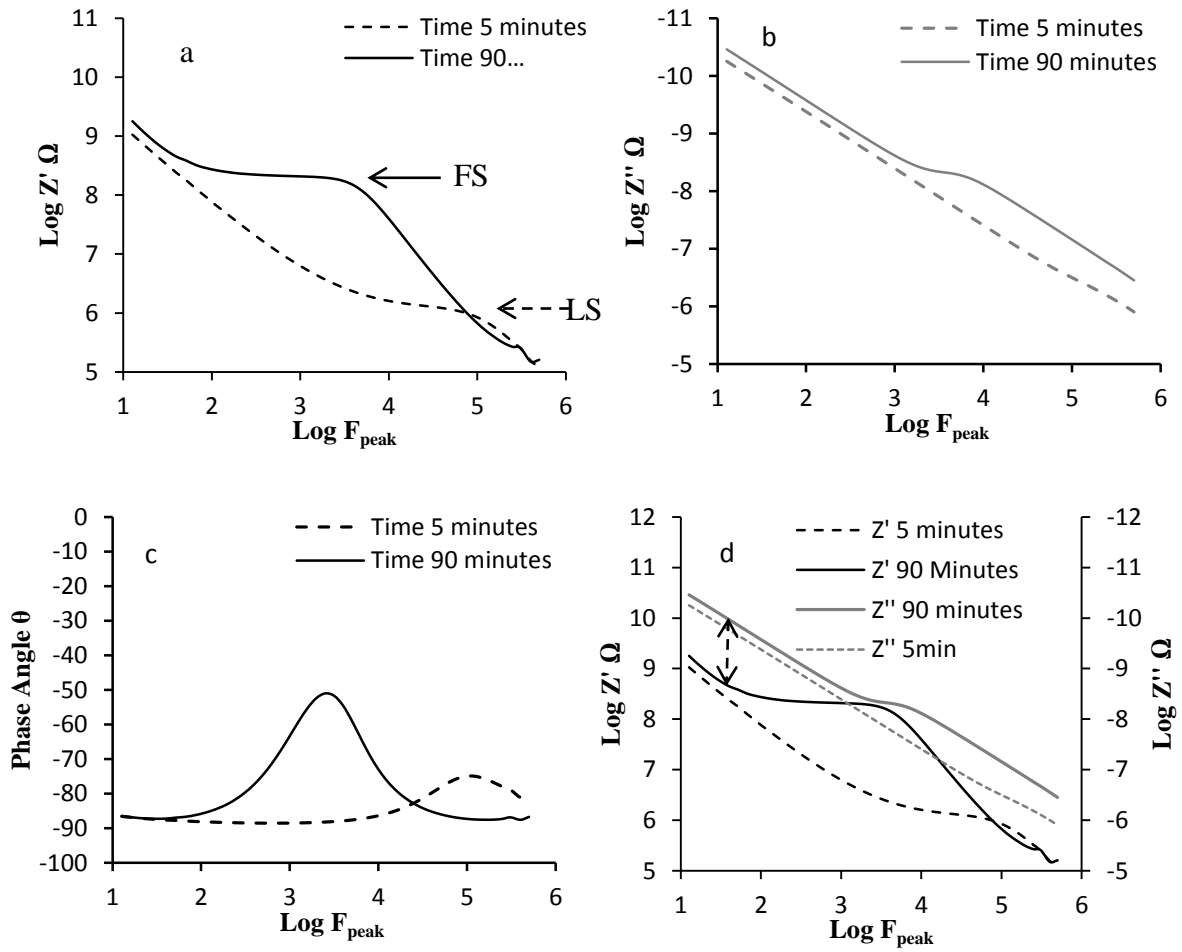 a
Time 5 minutes
Time 90...
11
10
9
8
7
6
5
1 2 3 4 5 6
Log Z' Ω
Log F_peak
FS
LS
b
Time 5 minutes
Time 90 minutes
-11
-10
-9
-8
-7
-6
-5
1 2 3 4 5 6
Log Z'' Ω
Log F_peak
c
Time 5 minutes
Time 90 minutes
0
-10
-20
-30
-40
-50
-60
-70
-80
-90
-100
1 2 3 4 5 6
Phase Angle θ
Log F_peak
d
Z' 5 minutes
Z' 90 Minutes
Z'' 90 minutes
Z'' 5min
12
11
10
9
8
7
6
5
-12
-11
-10
-9
-8
-7
-6
-5
1 2 3 4 5 6
Log Z' Ω
Log Z'' Ω
Log F_peak